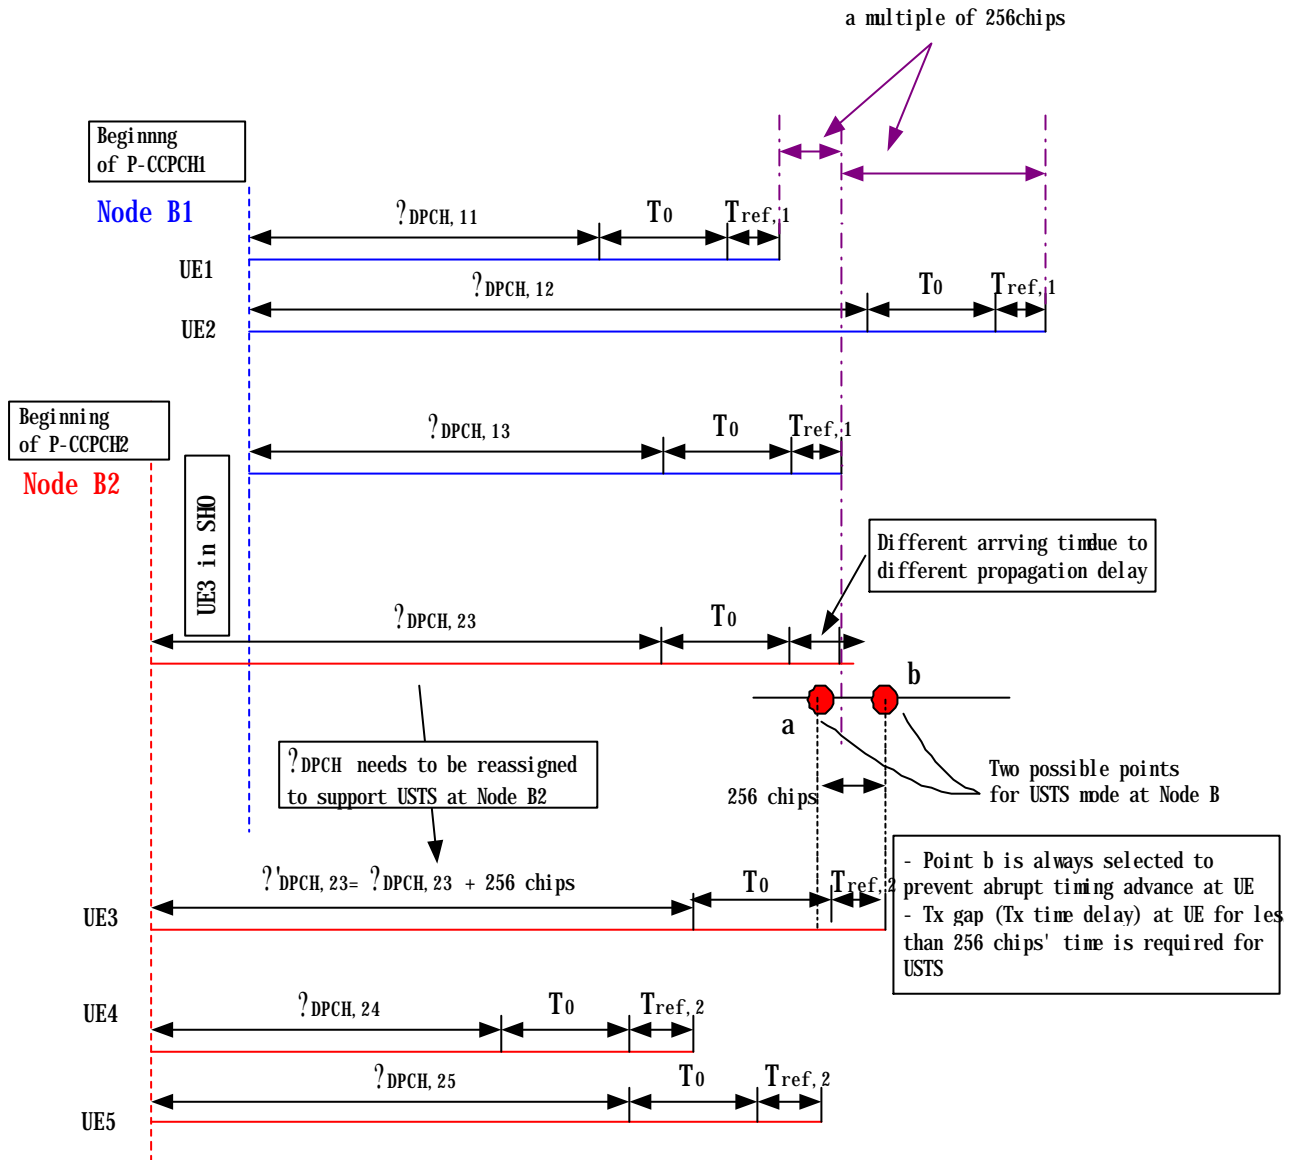 a multiple of 256chips
Beginnng
of P-CCPCH1
Node B1
?DPCH, 11
T0
Tref, 1
UE1
?DPCH, 12
T0
Tref, 1
UE2
Beginning
of P-CCPCH2
Node B2
?DPCH, 13
T0
Tref, 1
UE3 in SHO
Different arrving timdue to
different propagation delay
?DPCH, 23
T0
b
a
?DPCH needs to be reassigned
to support USTS at Node B2
256 chips
Two possible points
for USTS mode at Node B
- Point b is always selected to
prevent abrupt timing advance at UE
- Tx gap (Tx time delay) at UE for les
than 256 chips' time is required for
USTS
?'DPCH, 23= ?DPCH, 23 + 256 chips
T0
Tref, 2
UE3
?DPCH, 24
T0
Tref, 2
UE4
?DPCH, 25
T0
Tref, 2
UE5